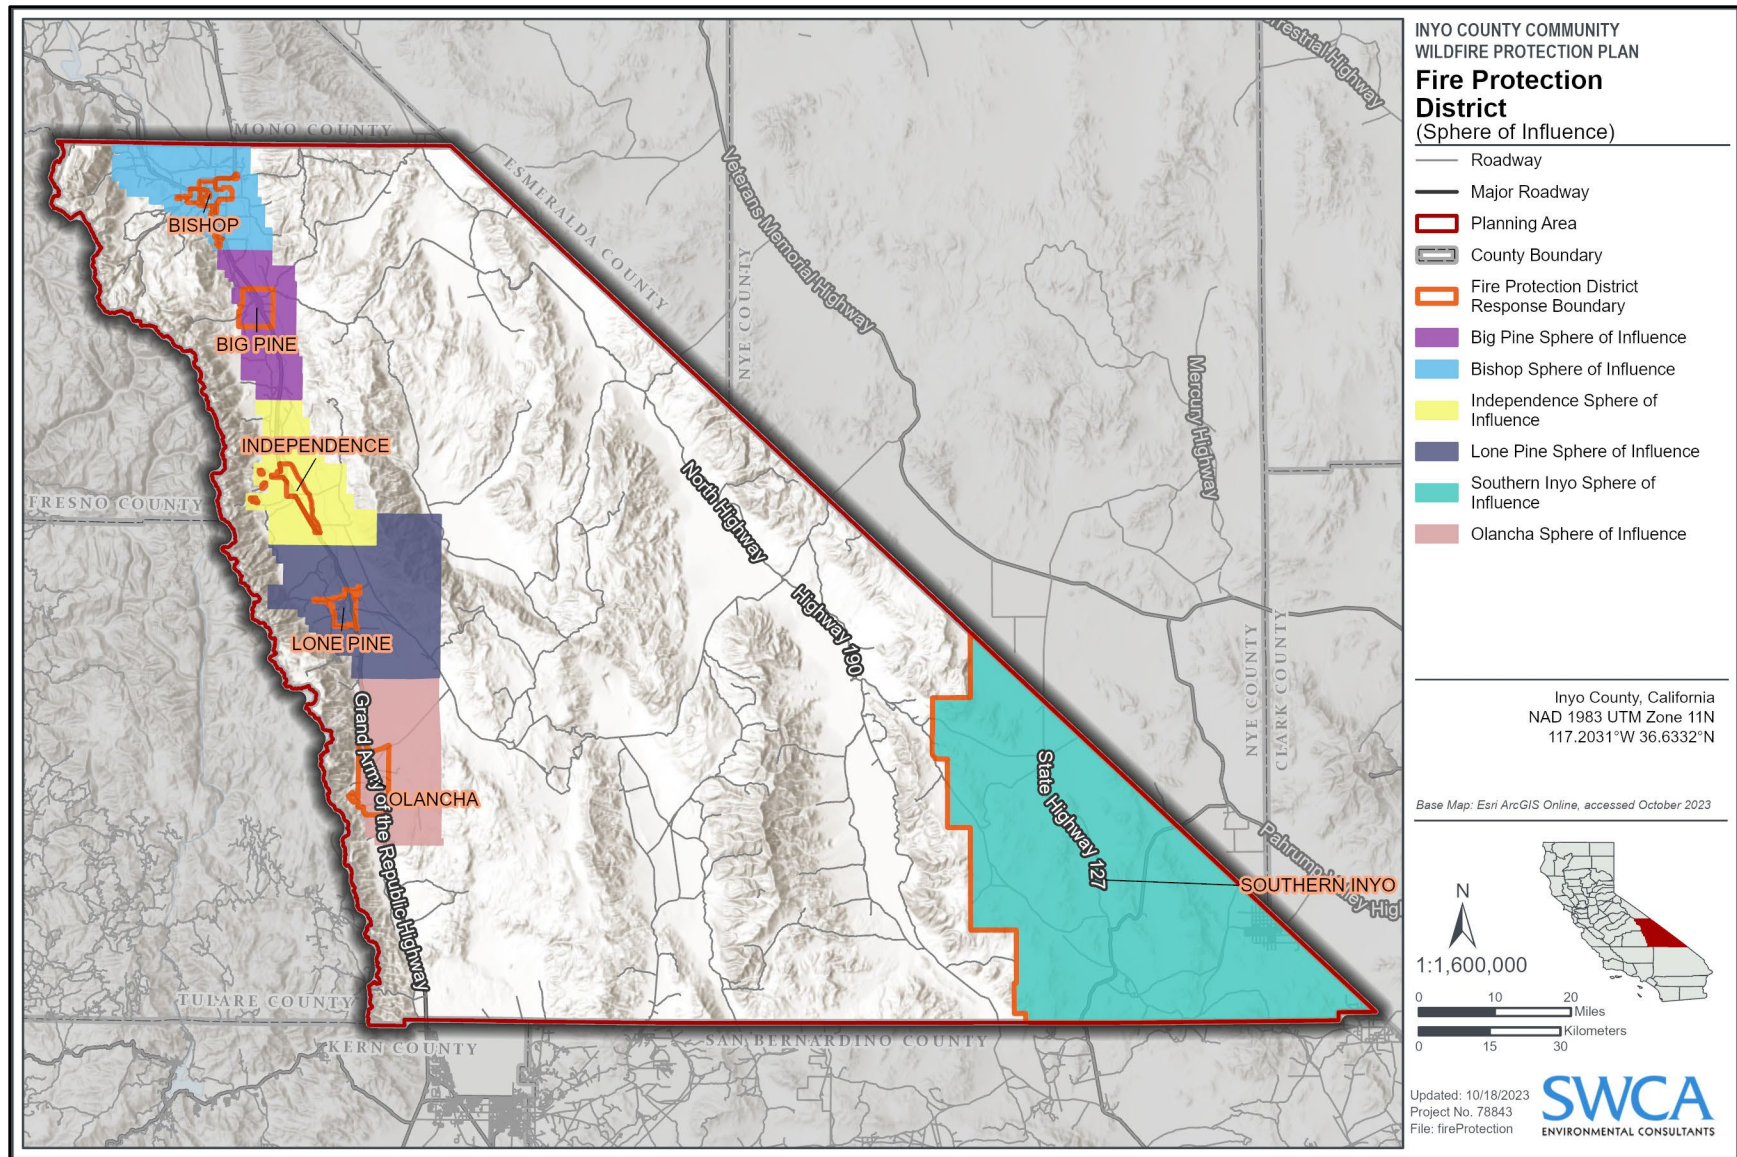 INYO COUNTY COMMUNITY
WILDFIRE PROTECTION PLAN
Fire Protection
District
(Sphere of Influence)
Roadway
Major Roadway
Planning Area
County Boundary
Fire Protection District
Response Boundary
Big Pine Sphere of Influence
Bishop Sphere of Influence
Independence Sphere of
Influence
Lone Pine Sphere of Influence
Southern Inyo Sphere of
Influence
Olancha Sphere of Influence
Inyo County, California
NAD 1983 UTM Zone 11N
117.2031°W 36.6332°N
Base Map: Esri ArcGIS Online, accessed October 2023
N
1:1,600,000
0 10 20
Miles
Kilometers
0 15 30
Updated: 10/18/2023
Project No. 78843
File: fireProtection
SWCA
ENVIRONMENTAL CONSULTANTS
MONO COUNTY
ESMERALDA COUNTY
NYE COUNTY
Veterans Memorial Highway
Mercury Highway
BISHOP
BIG PINE
INDEPENDENCE
FRESNO COUNTY
LONE PINE
North Highway
Highway 190
Grand Army of the Republic Highway
OLANCHA
State Highway 127
NYE COUNTY
CLARK COUNTY
SOUTHERN INYO
TULARE COUNTY
KERN COUNTY
SAN BERNARDINO COUNTY